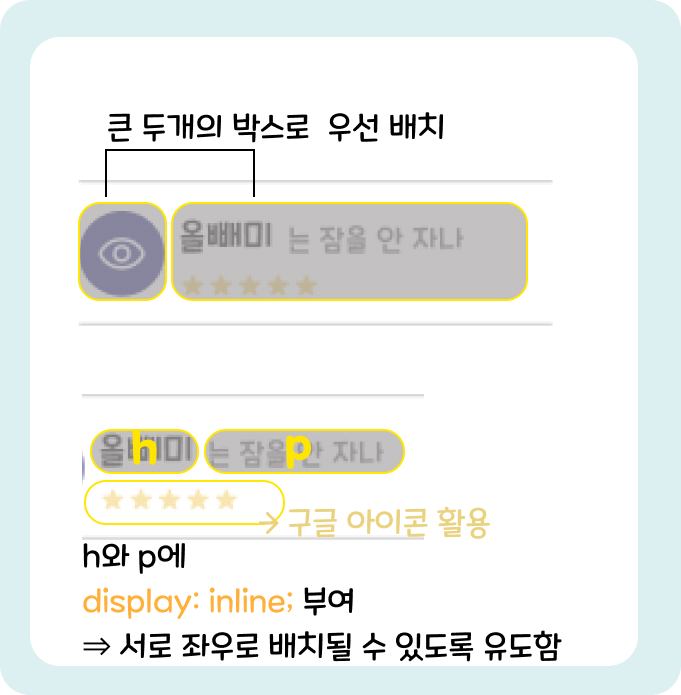 큰 두개의 박스로 우선 배치
올빼미 는 잠을 안 자나
올빼미 는 잠을 안 자나
h p
→ 구글 아이콘 활용
h와 p에
display: inline; 부여
⇒ 서로 좌우로 배치될 수 있도록 유도함